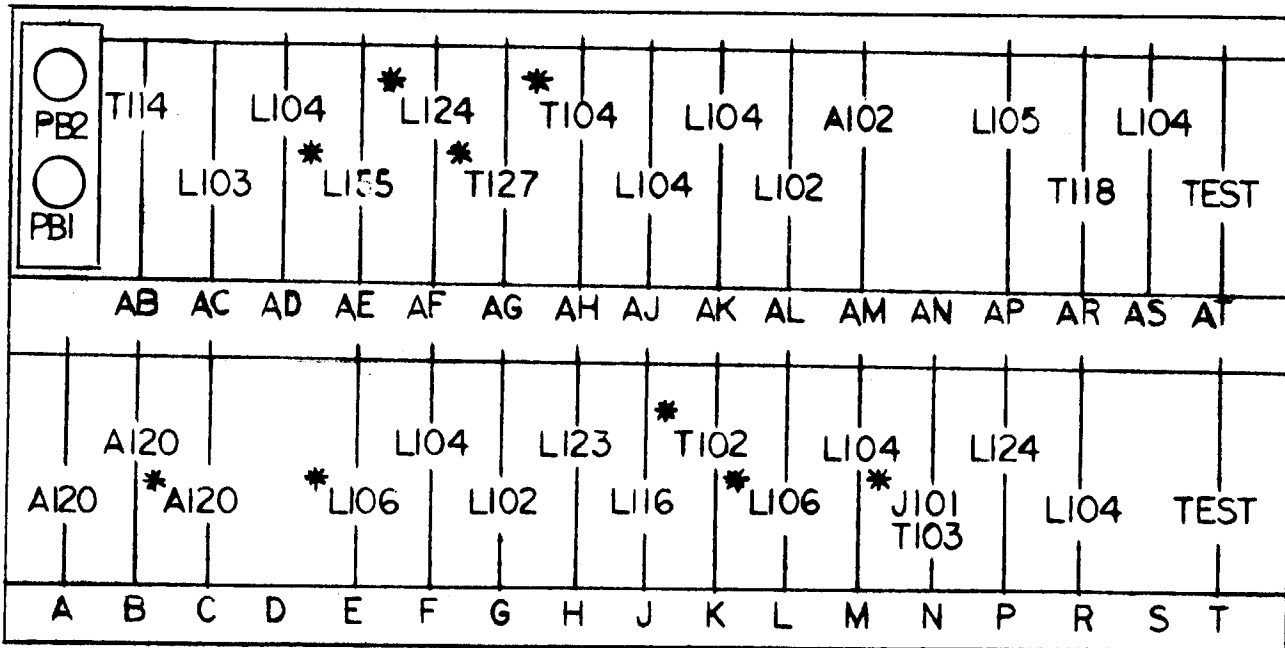 PB2
PB1
T114 L104 * L124 * T104 L104 A102 L105 L104
L103 * L155 * T127 L104 L102 T118 TEST
AB AC AD AE AF AG AH AJ AK AL AM AN AP AR AS AT
A120 L104 L123 * T102 L104 L124
A120 * A120 * L106 L102 L116 * L106 * J101 L104 TEST
T103
A B C D E F G H J K L M N P R S T